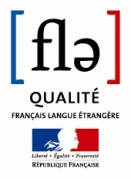 [flə]
QUALITÉ
FRANÇAIS LANGUE ÉTRANGÈRE
Liberté • Égalité • Fraternité
RÉPUBLIQUE FRANÇAISE